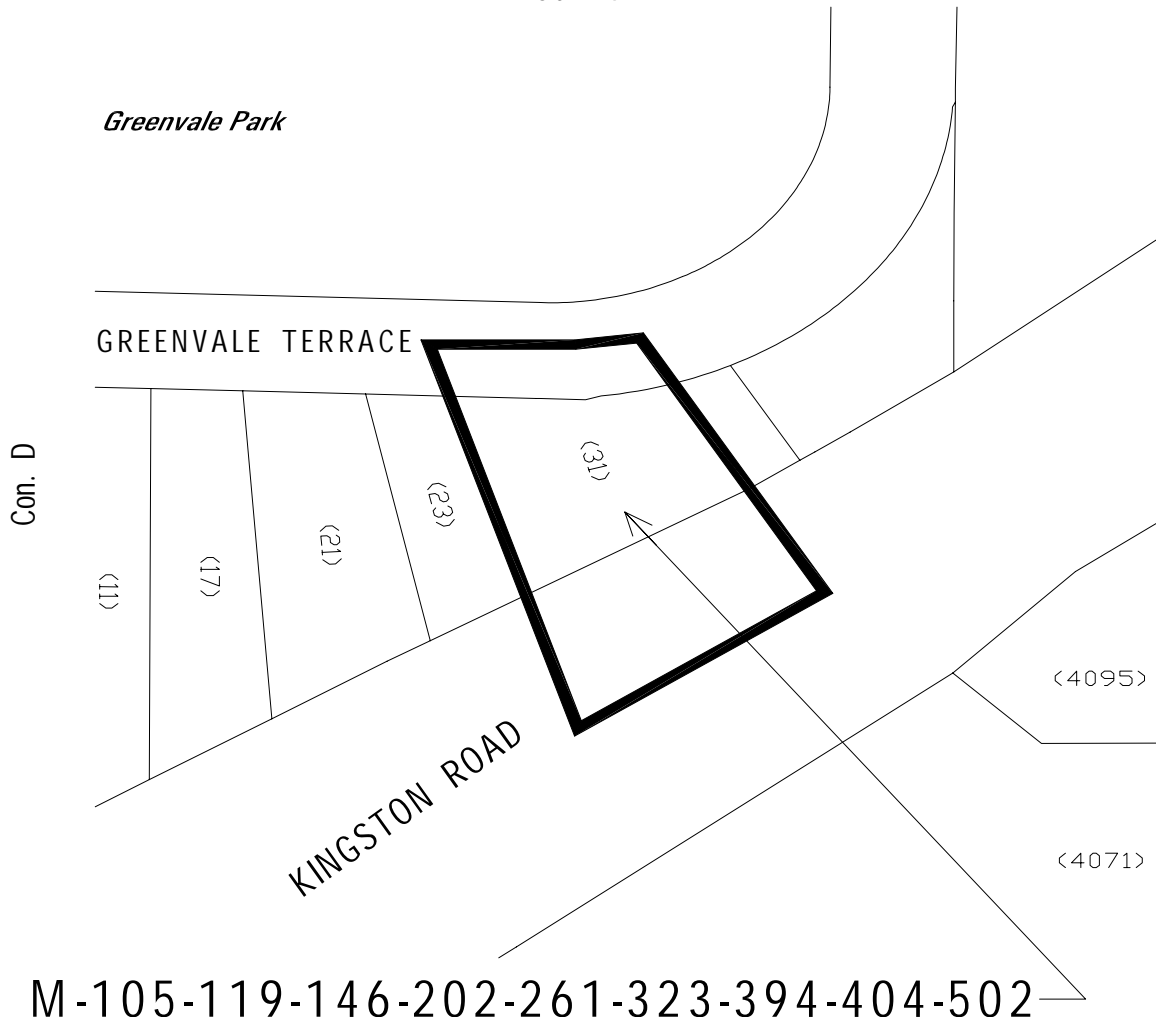 Greenvale Park
GREENVALE TERRACE
Con. D
(31)
(23)
(21)
(17)
(11)
(4095)
KINGSTON ROAD
(4071)
M-105-119-146-202-261-323-394-404-502